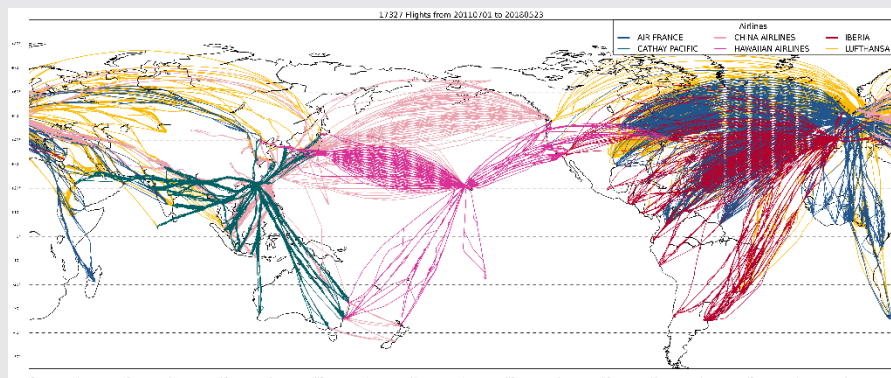 17327 Flights from 20110701 to 20180523
Airlines
AIR FRANCE
CHINA AIRLINES
IBERIA
CATHAY PACIFIC
HAWAIIAN AIRLINES
LUFTHANSA